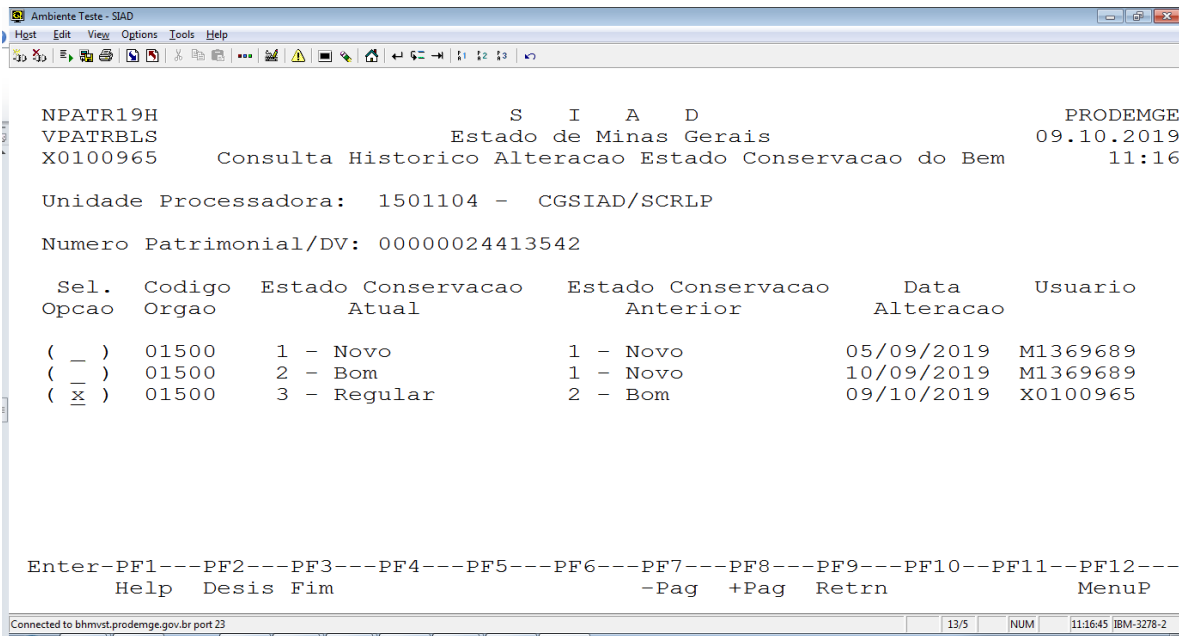 Ambiente Teste - SIAD
Host Edit View Options Tools Help
NPATR19H S I A D PRODEMGE
VPATRBLS Estado de Minas Gerais 09.10.2019
X0100965 Consulta Historico Alteracao Estado Conservacao do Bem 11:16
Unidade Processadora: 1501104 - CGSIAD/SCRLP
Numero Patrimonial/DV: 00000024413542
Sel. Codigo Estado Conservacao Estado Conservacao Data Usuario
Opcao Orgao Atual Anterior Alteracao
( _ ) 01500 1 - Novo 1 - Novo 05/09/2019 M1369689
( _ ) 01500 2 - Bom 1 - Novo 10/09/2019 M1369689
( x ) 01500 3 - Regular 2 - Bom 09/10/2019 X0100965
Enter-PF1---PF2---PF3---PF4---PF5---PF6---PF7---PF8---PF9---PF10--PF11--PF12---
Help Desis Fim -Pag +Pag Retrn MenuP
Connected to bhmvst.prodemge.gov.br port 23 13/5 NUM 11:16:45 IBM-3278-2